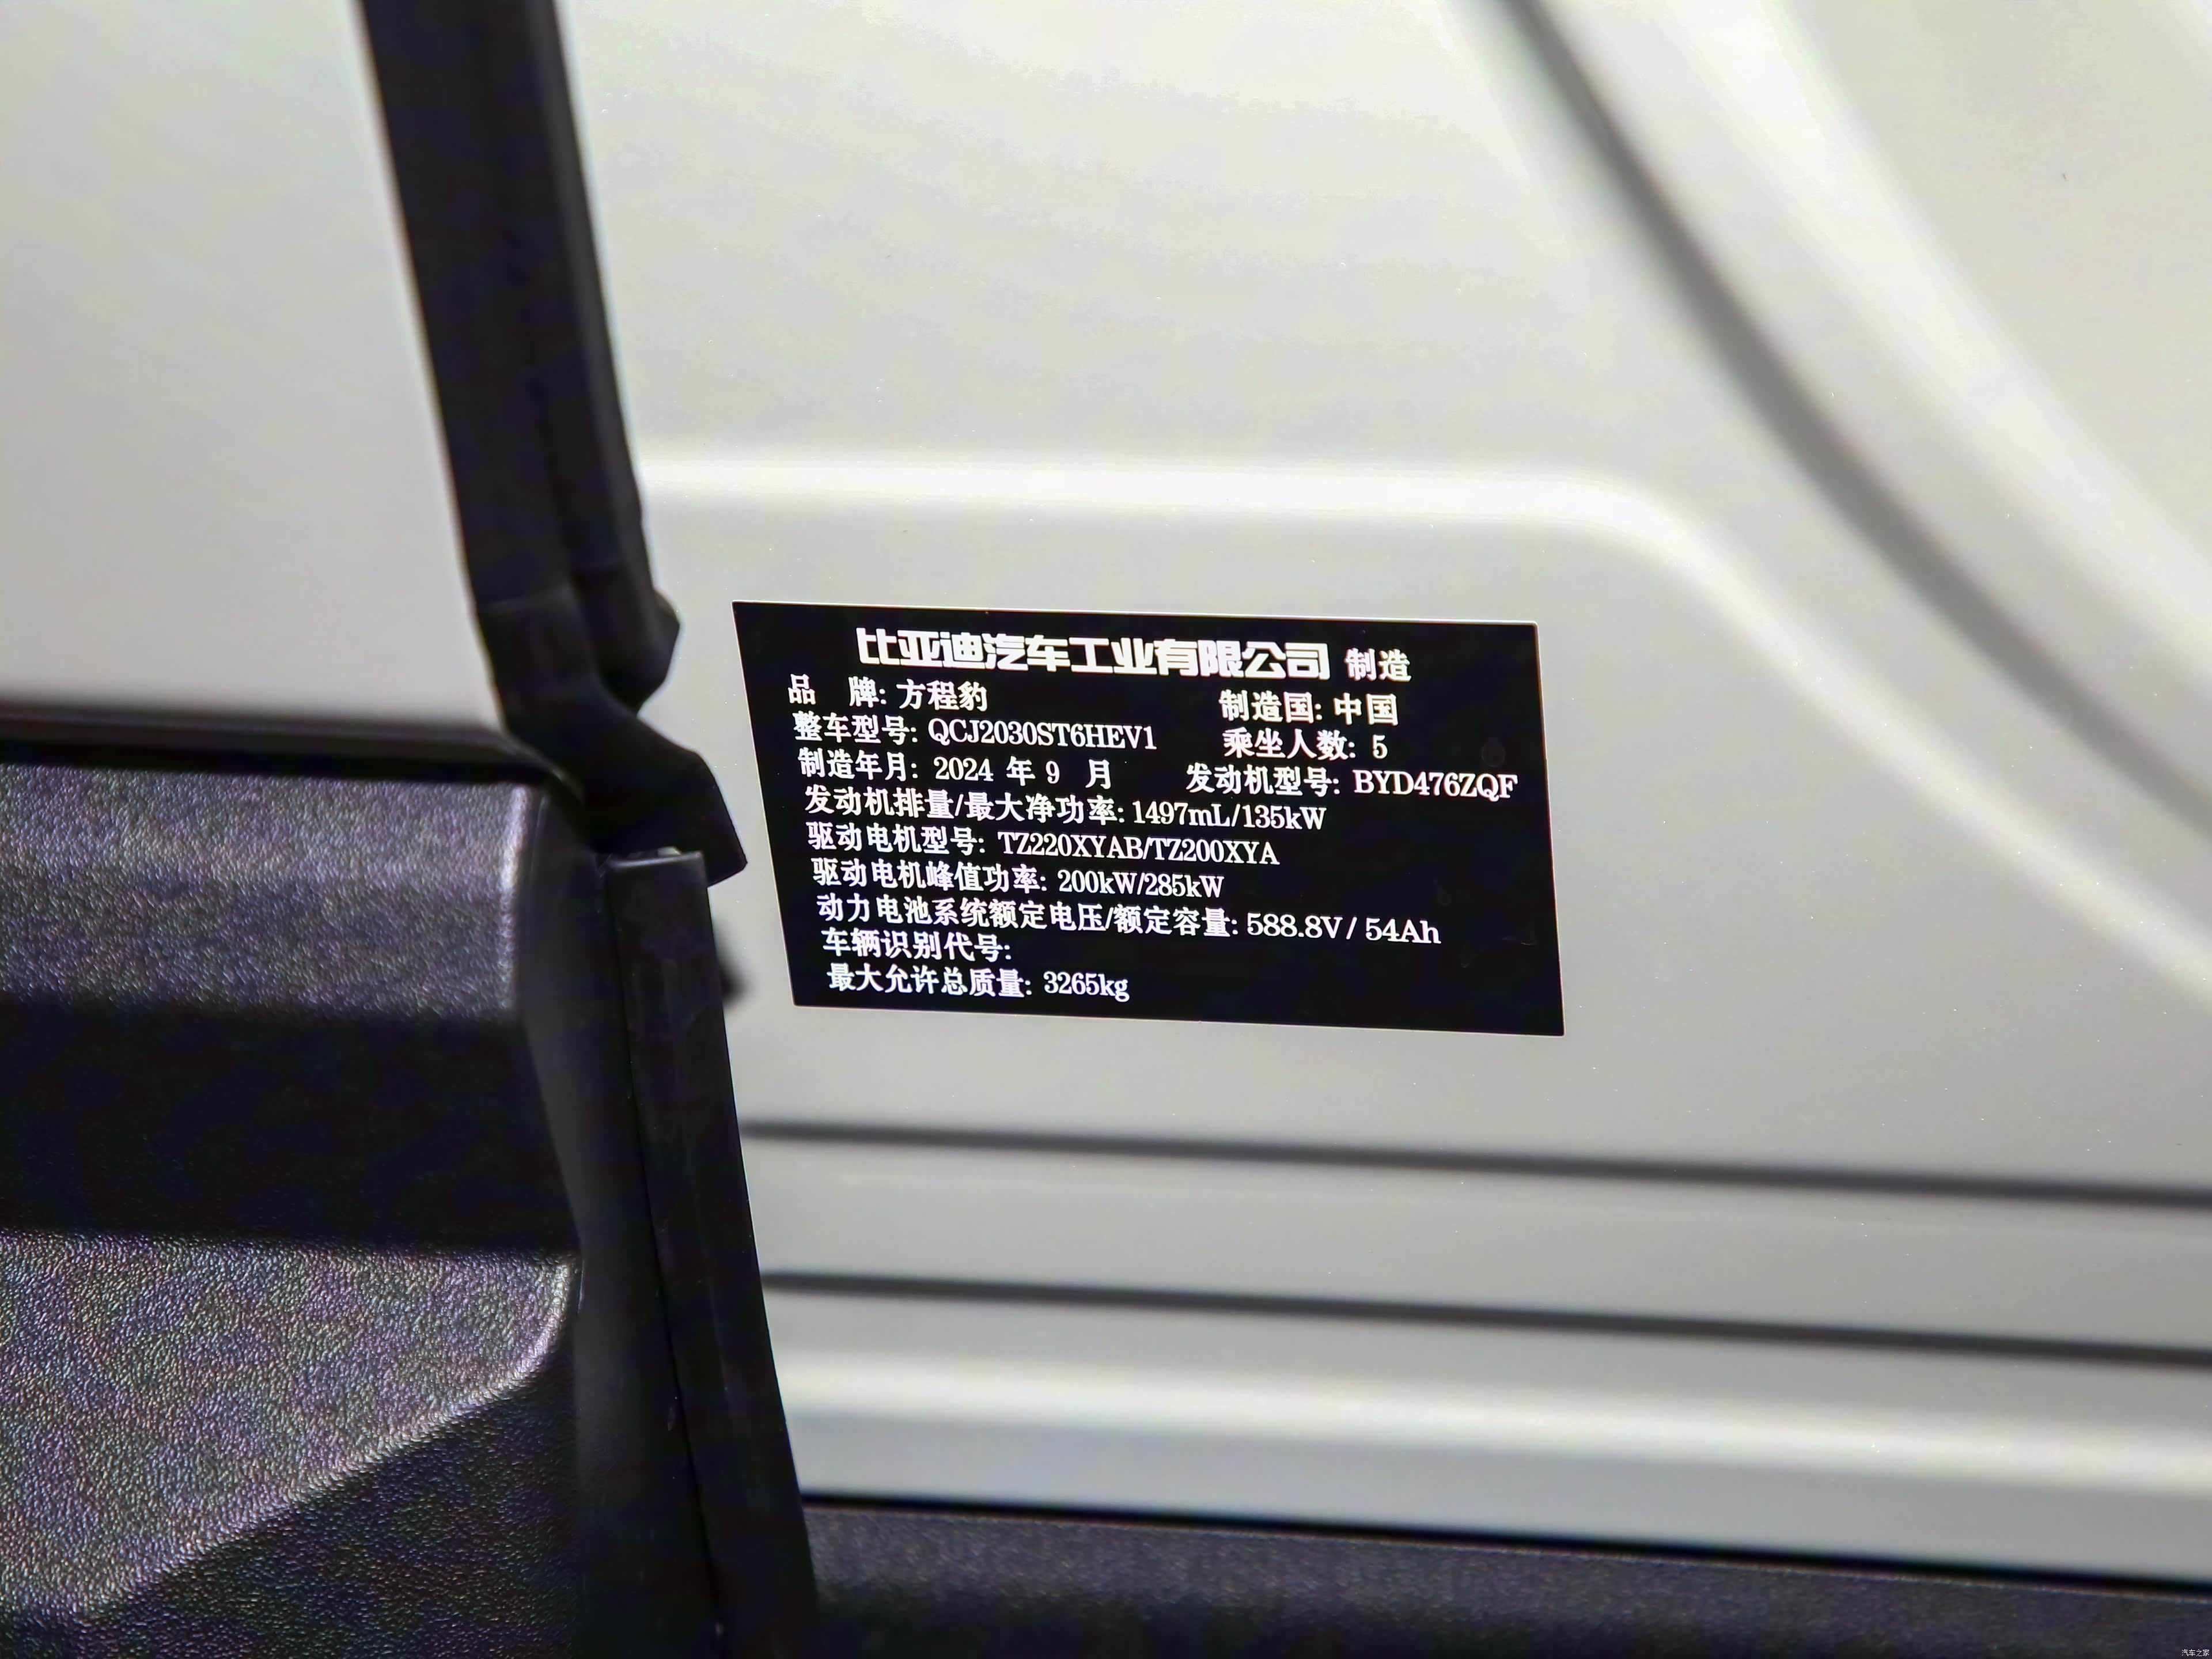 比亚迪汽车工业有限公司 制造
品 牌: 方程豹 制造国: 中国
整车型号: QCJ2030ST6HEV1 乘坐人数: 5
制造年月: 2024 年 9 月 发动机型号: BYD476ZQF
发动机排量/最大净功率: 1497mL/135kW
驱动电机型号: TZ220XYAB/TZ200XYA
驱动电机峰值功率: 200kW/285kW
动力电池系统额定电压/额定容量: 588.8V / 54Ah
车辆识别代号:
最大允许总质量: 3265kg
汽车之家